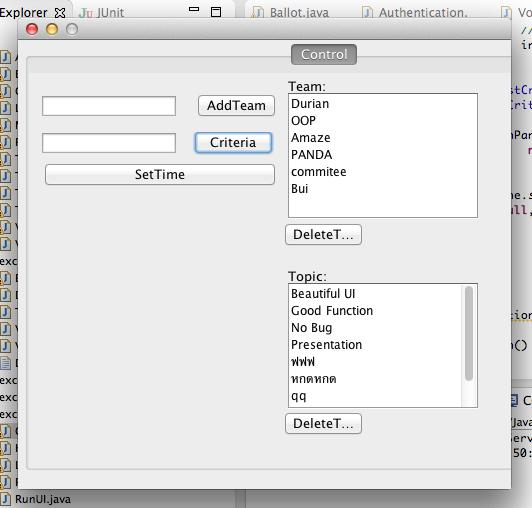 Explorer
JUnit
Ballot.java
Authentication.
Vo
Control
AddTeam
Criteria
SetTime
Team:
Durian
OOP
Amaze
PANDA
commitee
Bui
DeleteT...
Topic:
Beautiful UI
Good Function
No Bug
Presentation
ฟฟฟ
หกดหกด
qq
DeleteT...
RunUI.java